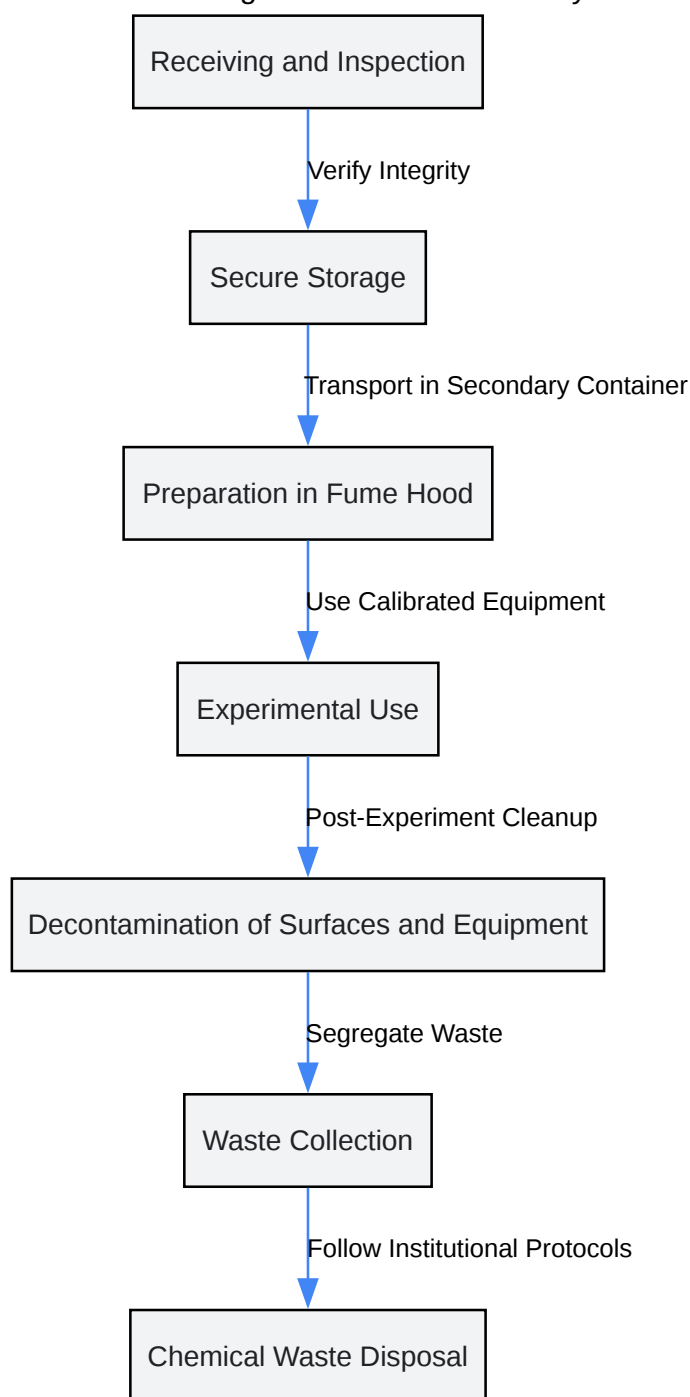 Receiving and Inspection
Verify Integrity
Secure Storage
Transport in Secondary Container
Preparation in Fume Hood
Use Calibrated Equipment
Experimental Use
Post-Experiment Cleanup
Decontamination of Surfaces and Equipment
Segregate Waste
Waste Collection
Follow Institutional Protocols
Chemical Waste Disposal